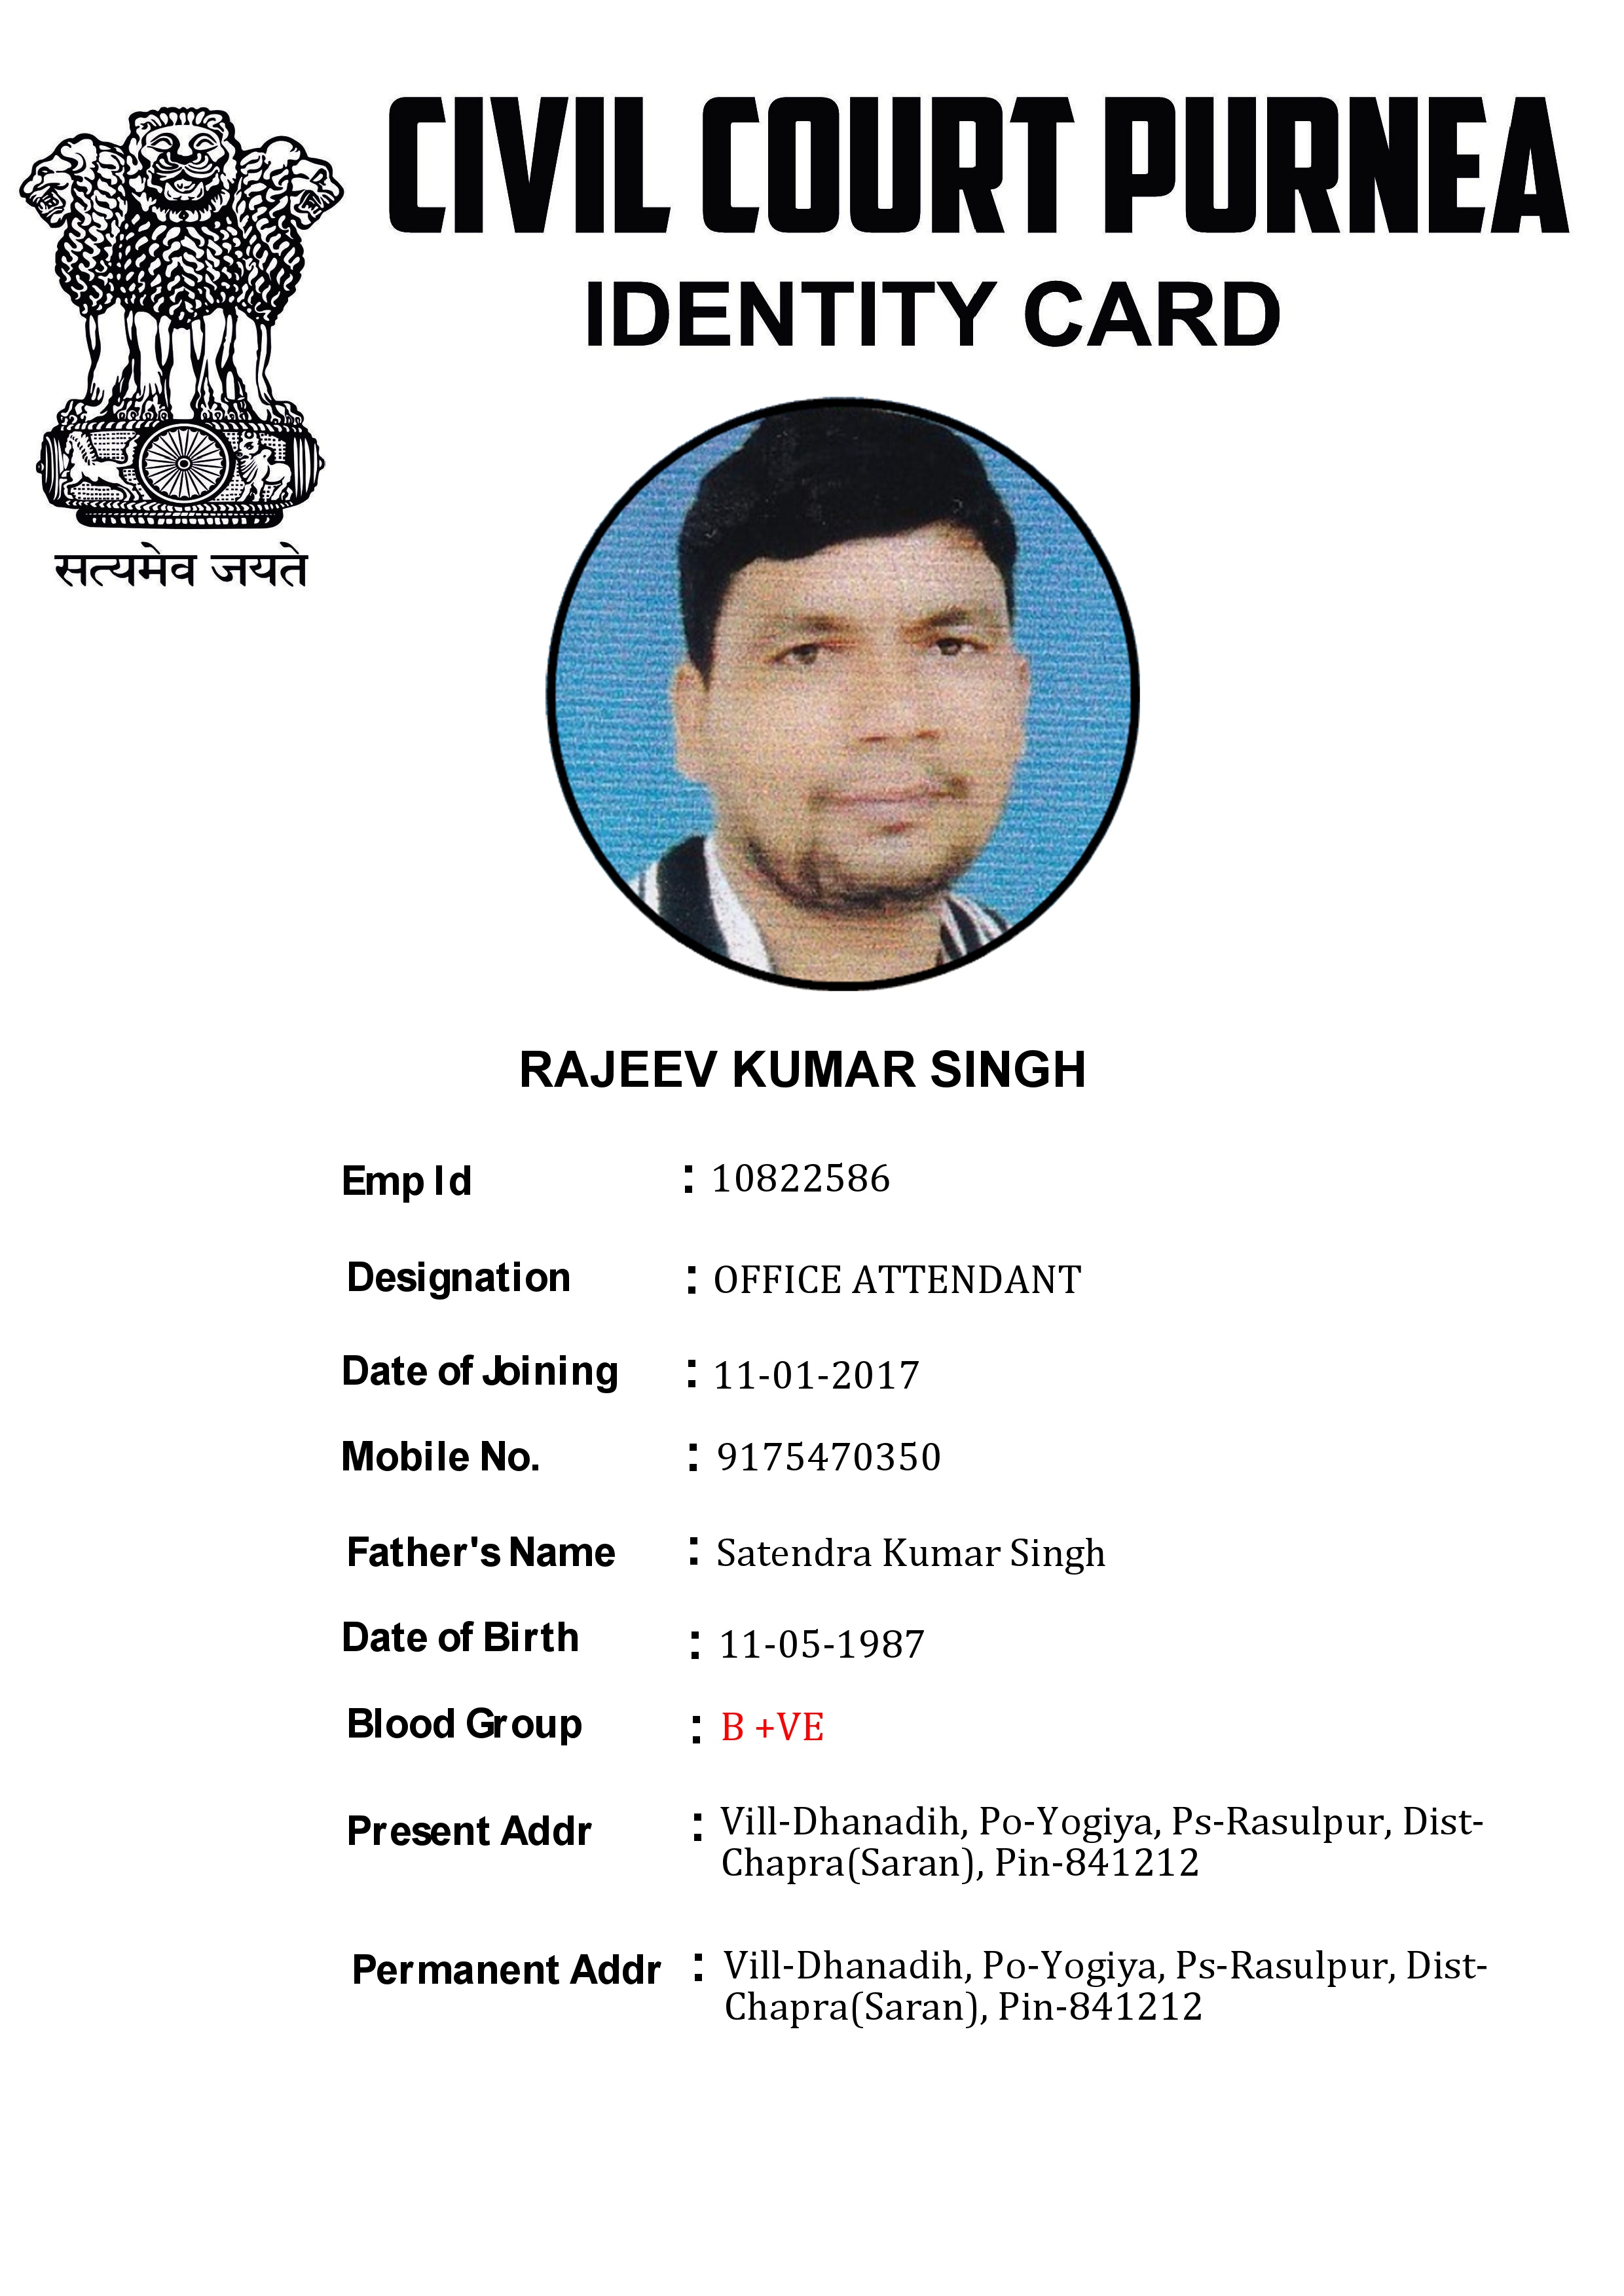 CIVIL COURT PURNEA
IDENTITY CARD
सत्यमेव जयते
RAJEEV KUMAR SINGH
Emp Id : 10822586
Designation : OFFICE ATTENDANT
Date of Joining : 11-01-2017
Mobile No. : 9175470350
Father's Name : Satendra Kumar Singh
Date of Birth : 11-05-1987
Blood Group : B +VE
Present Addr : Vill-Dhanadih, Po-Yogiya, Ps-Rasulpur, Dist-
Chapra(Saran), Pin-841212
Permanent Addr : Vill-Dhanadih, Po-Yogiya, Ps-Rasulpur, Dist-
Chapra(Saran), Pin-841212